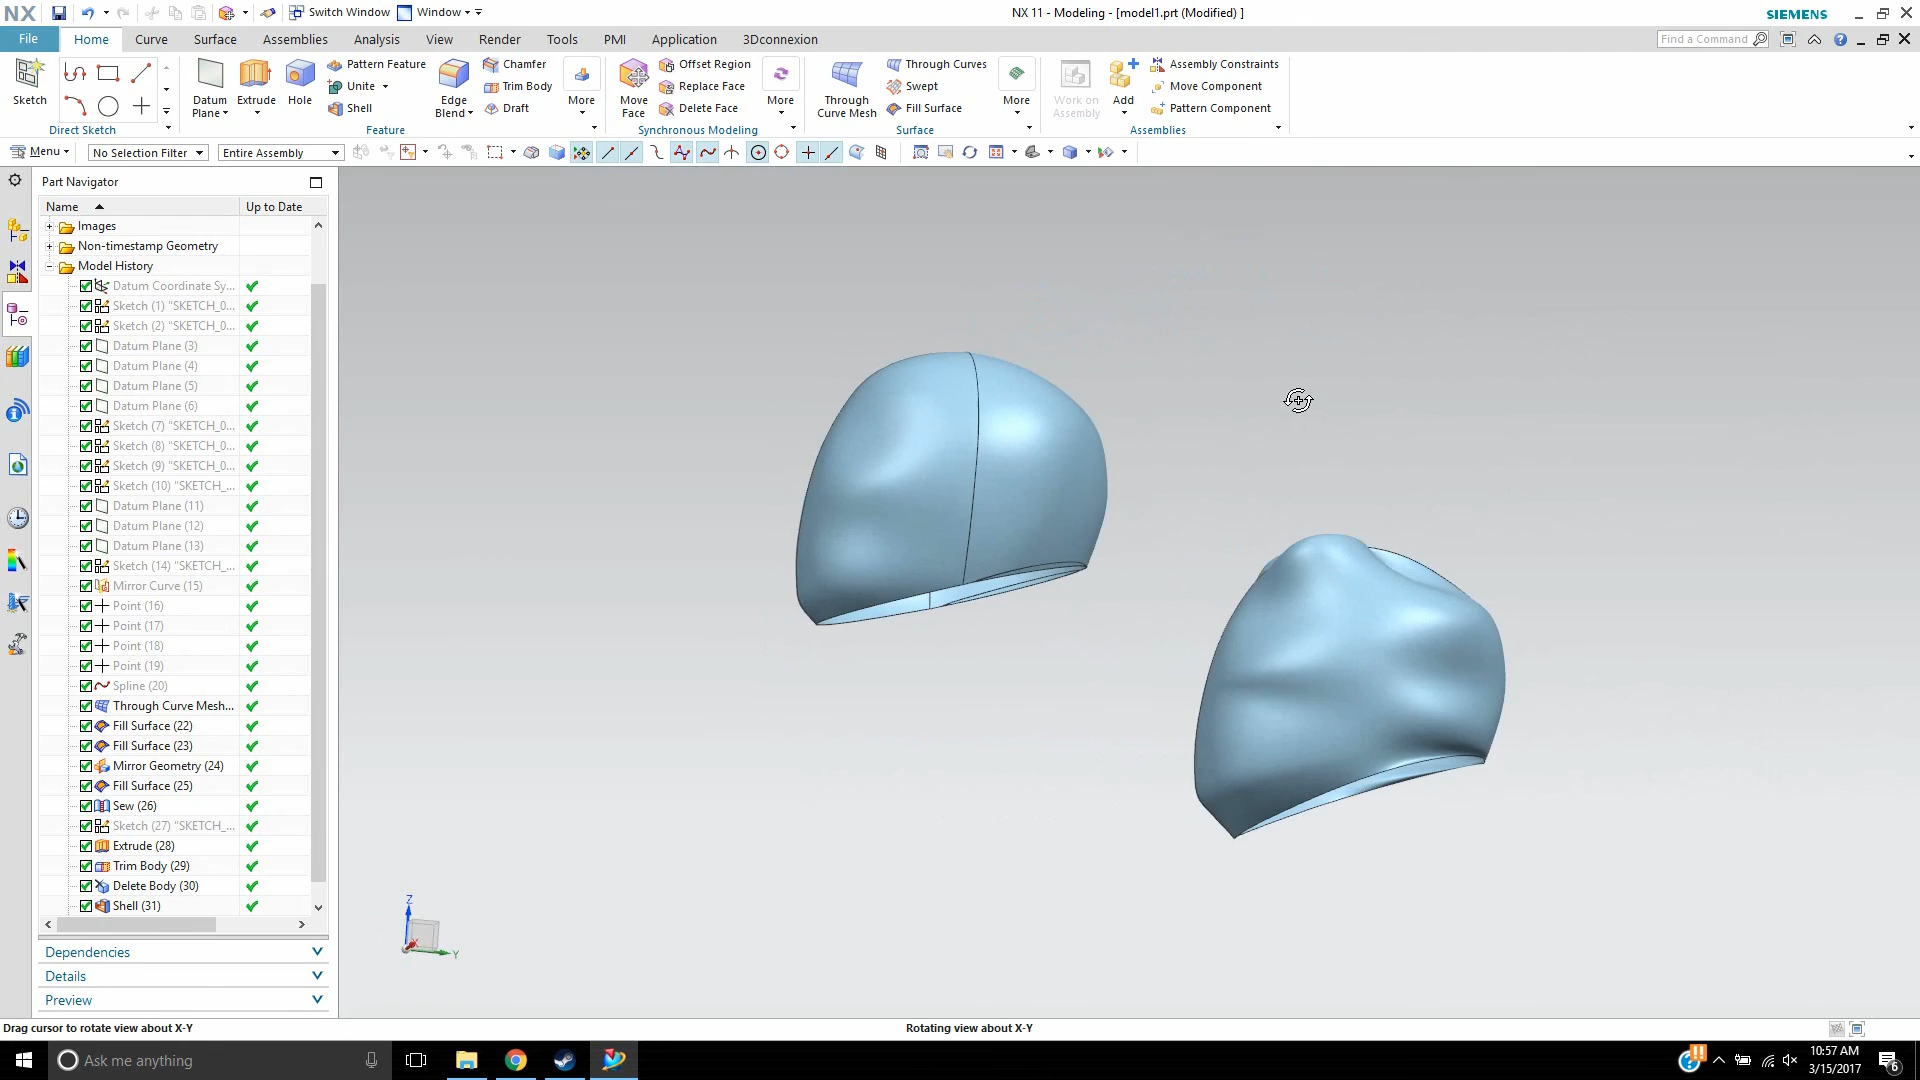 NX
Switch Window
Window
NX 11 - Modeling - [model1.prt (Modified) ]
SIEMENS
File
Home
Curve
Surface
Assemblies
Analysis
View
Render
Tools
PMI
Application
3Dconnexion
Find a Command
Sketch
Direct Sketch
Datum Plane
Extrude
Hole
Pattern Feature
Unite
Shell
Edge Blend
Chamfer
Trim Body
Draft
More
Feature
Move Face
Offset Region
Replace Face
Delete Face
More
Synchronous Modeling
Through Curve Mesh
Through Curves
Swept
Fill Surface
More
Surface
Work on Assembly
Add
Assembly Constraints
Move Component
Pattern Component
Assemblies
Menu
No Selection Filter
Entire Assembly
Part Navigator
Name
Up to Date
Images
Non-timestamp Geometry
Model History
Datum Coordinate Sy...
Sketch (1) "SKETCH_0...
Sketch (2) "SKETCH_0...
Datum Plane (3)
Datum Plane (4)
Datum Plane (5)
Datum Plane (6)
Sketch (7) "SKETCH_0...
Sketch (8) "SKETCH_0...
Sketch (9) "SKETCH_0...
Sketch (10) "SKETCH_...
Datum Plane (11)
Datum Plane (12)
Datum Plane (13)
Sketch (14) "SKETCH_...
Mirror Curve (15)
Point (16)
Point (17)
Point (18)
Point (19)
Spline (20)
Through Curve Mesh...
Fill Surface (22)
Fill Surface (23)
Mirror Geometry (24)
Fill Surface (25)
Sew (26)
Sketch (27) "SKETCH_...
Extrude (28)
Trim Body (29)
Delete Body (30)
Shell (31)
Dependencies
Details
Preview
Z
X
Y
Drag cursor to rotate view about X-Y
Rotating view about X-Y
Ask me anything
10:57 AM
3/15/2017
6